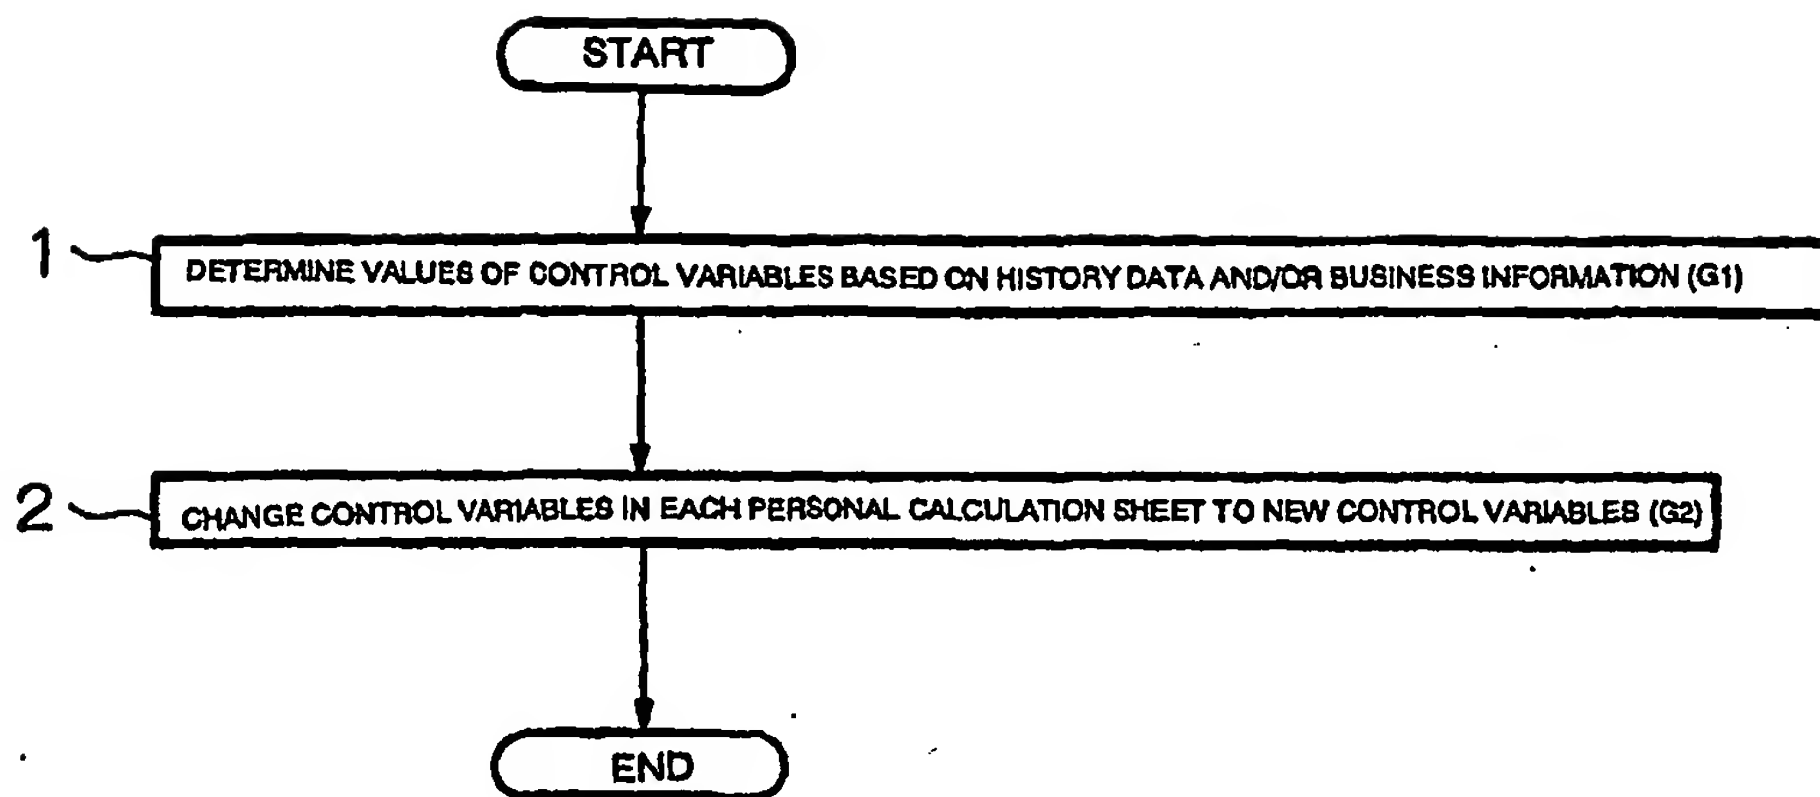 START
1
DETERMINE VALUES OF CONTROL VARIABLES BASED ON HISTORY DATA AND/OR BUSINESS INFORMATION (G1)
2
CHANGE CONTROL VARIABLES IN EACH PERSONAL CALCULATION SHEET TO NEW CONTROL VARIABLES (G2)
END